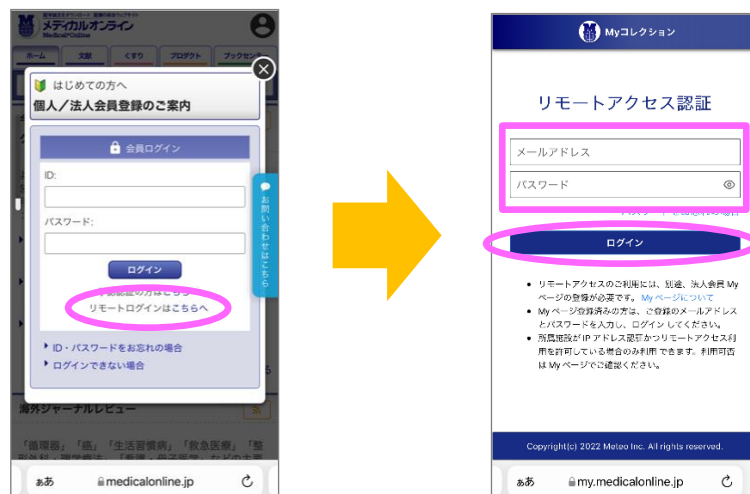 メディカルオンライン
Medical*Online
ホーム
文献
くすり
プロダクト
ブックセンター
はじめての方へ
個人／法人会員登録のご案内
会員ログイン
ID:
パスワード:
ログイン
リモートログインはこちらへ
ID・パスワードをお忘れの場合
ログインできない場合
お問い合わせはこちら
海外ジャーナルレビュー
「循環器」「癌」「生活習慣病」「救急医療」「整
ぁあ
medicalonline.jp
Myコレクション
リモートアクセス認証
メールアドレス
パスワード
ログイン
リモートアクセスのご利用には、別途、法人会員 My
ページの登録が必要です。 My ページについて
My ページ登録済みの方は、ご登録のメールアドレス
とパスワードを入力し、ログイン してください。
所属施設が IP アドレス認証かつリモートアクセス利
用を許可している場合のみ利用 できます。利用可否
は My ページでご確認ください。
Copyright(c) 2022 Meteo Inc. All rights reserved.
ぁあ
my.medicalonline.jp